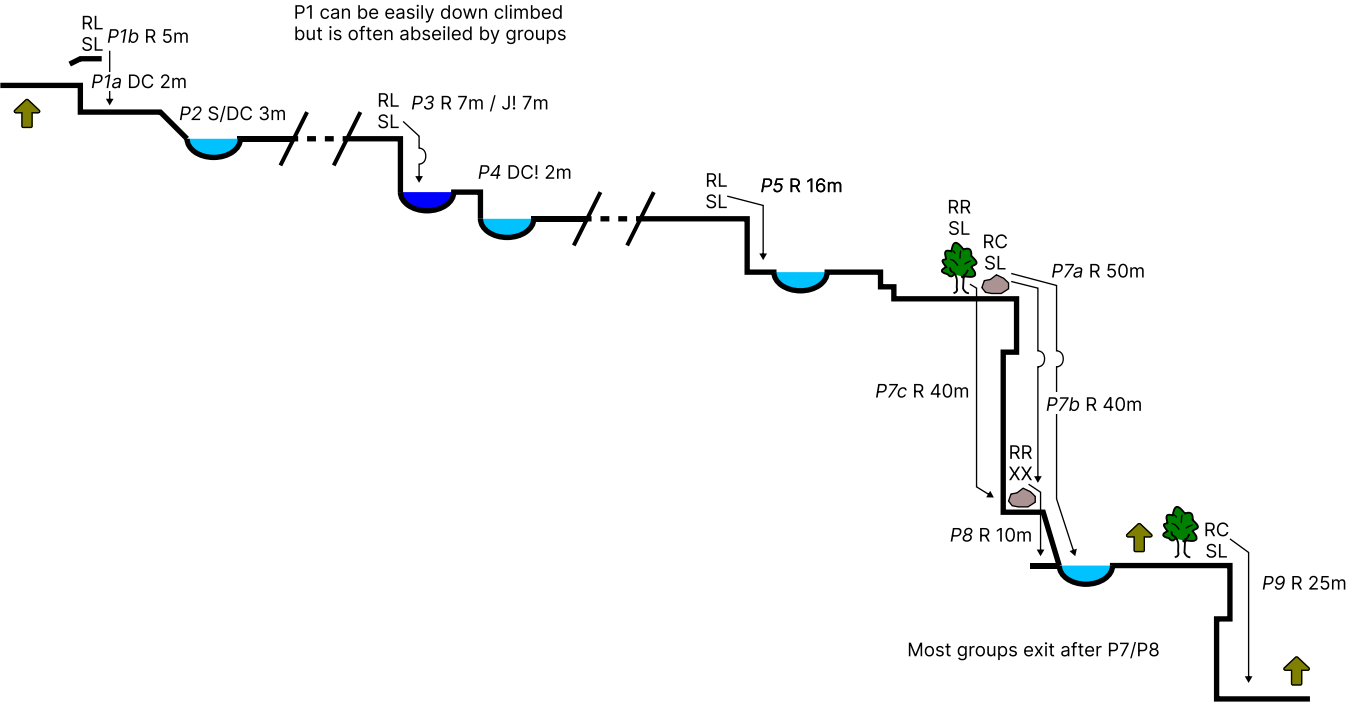 P1 can be easily down climbed
but is often abseiled by groups
RL
SL
P1b R 5m
P1a DC 2m
P2 S/DC 3m
RL
SL
P3 R 7m / J! 7m
P4 DC! 2m
RL
SL
P5 R 16m
RR
SL
RC
SL
P7a R 50m
P7c R 40m
P7b R 40m
RR
XX
P8 R 10m
RC
SL
P9 R 25m
Most groups exit after P7/P8